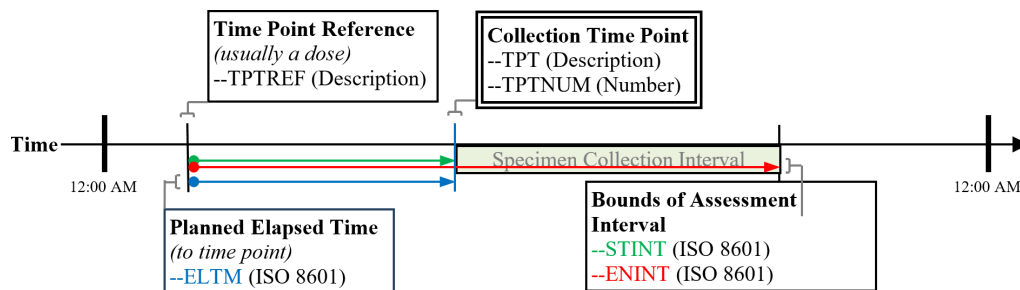 Time Point Reference
(usually a dose)
--TPTREF (Description)
Collection Time Point
--TPT (Description)
--TPTNUM (Number)
Time
Specimen Collection Interval
12:00 AM
12:00 AM
Planned Elapsed Time
(to time point)
--ELTM (ISO 8601)
Bounds of Assessment
Interval
--STINT (ISO 8601)
--ENINT (ISO 8601)